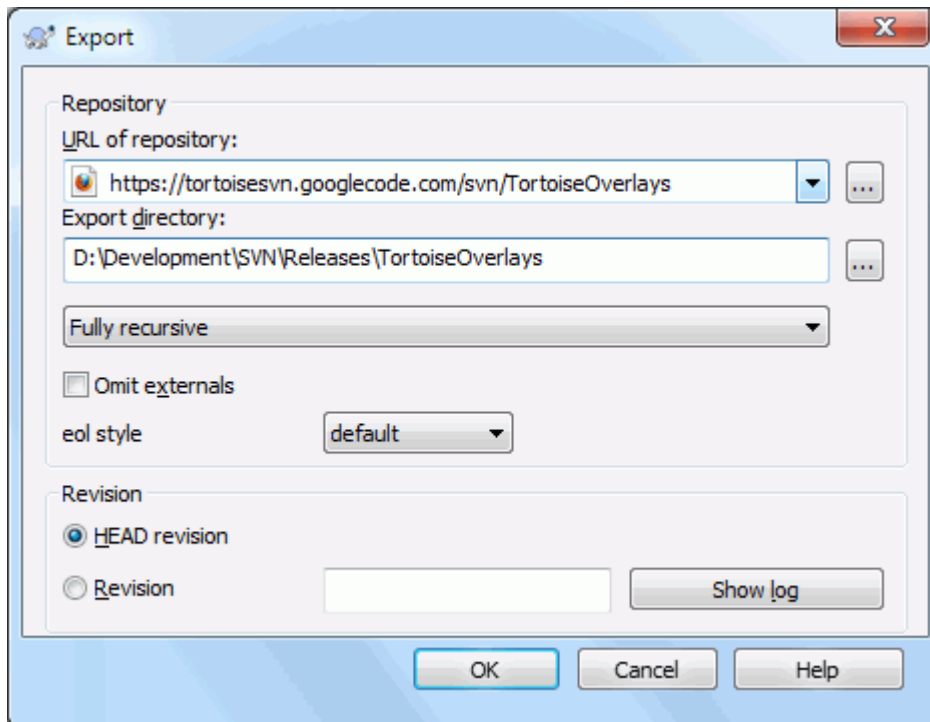 Export
Repository
URL of repository:
https://tortoisesvn.googlecode.com/svn/TortoiseOverlays
...
Export directory:
D:\Development\SVN\Releases\TortoiseOverlays
...
Fully recursive
Omit externals
eol style default
Revision
HEAD revision
Revision Show log
OK Cancel Help